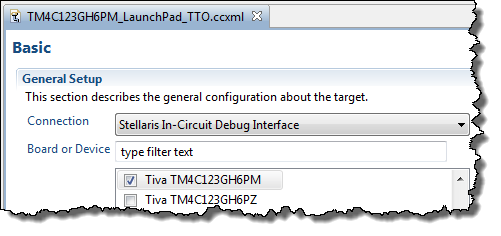 TM4C123GH6PM_LaunchPad_TTO.ccxml
Basic
General Setup
This section describes the general configuration about the target.
Connection Stellaris In-Circuit Debug Interface
Board or Device type filter text
Tiva TM4C123GH6PM
Tiva TM4C123GH6PZ